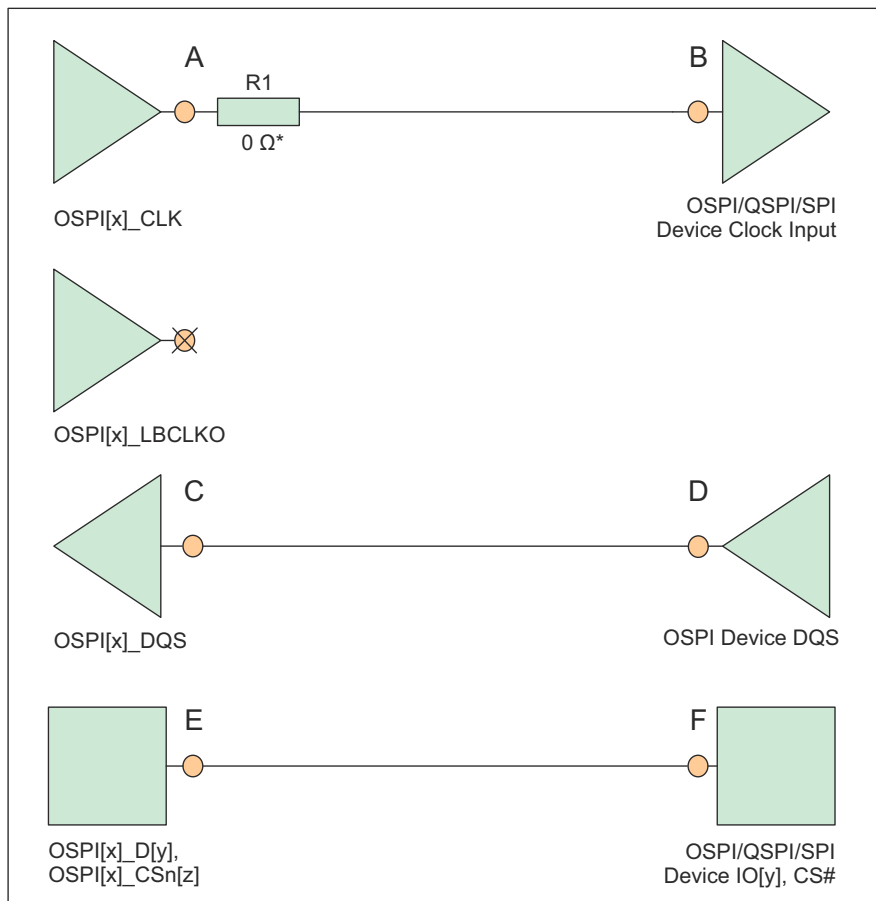 A
B
R1
0 Ω*
OSPI[x]_CLK
OSPI/QSPI/SPI
Device Clock Input
OSPI[x]_LBCLKO
C
D
OSPI[x]_DQS
OSPI Device DQS
E
F
OSPI[x]_D[y],
OSPI[x]_CSn[z]
OSPI/QSPI/SPI
Device IO[y], CS#